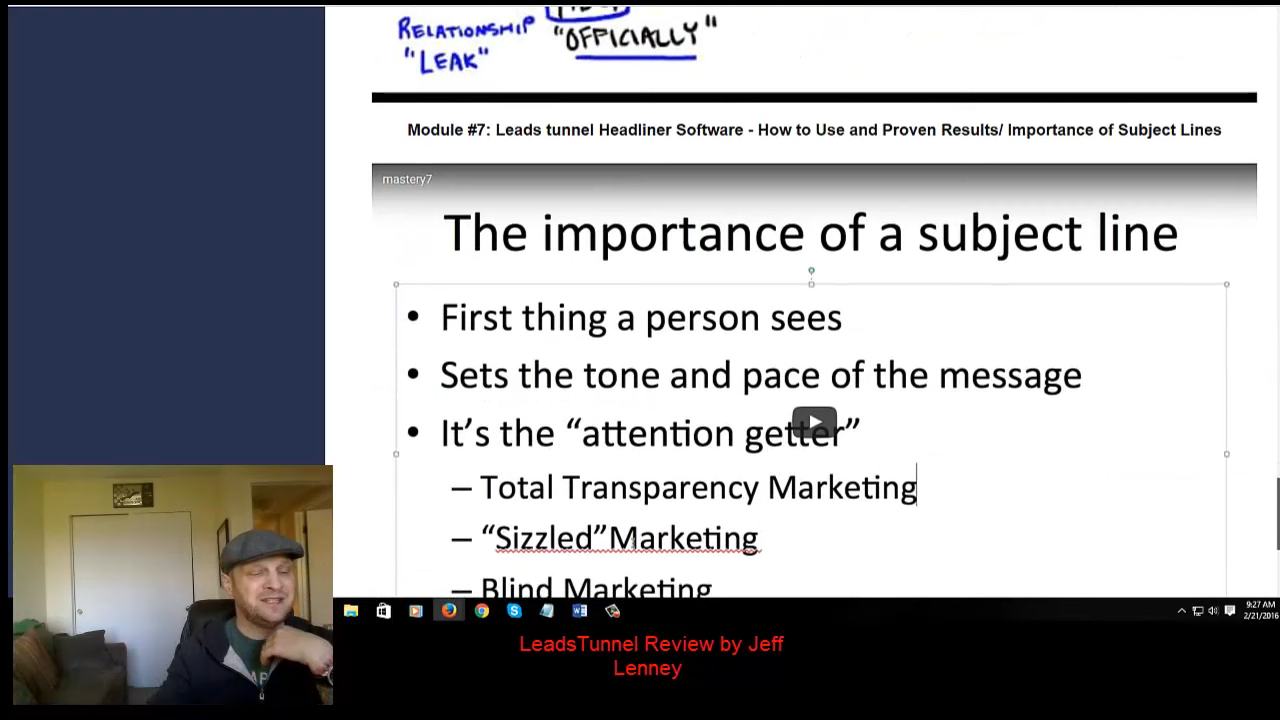 RELATIONSHIP
"LEAK"
"OFFICIALLY"
Module #7: Leads tunnel Headliner Software - How to Use and Proven Results/ Importance of Subject Lines
mastery7
The importance of a subject line
• First thing a person sees
• Sets the tone and pace of the message
• It’s the “attention getter”
– Total Transparency Marketing
– “Sizzled”Marketing
– Blind Marketing
9:27 AM
2/21/2016
LeadsTunnel Review by Jeff
Lenney